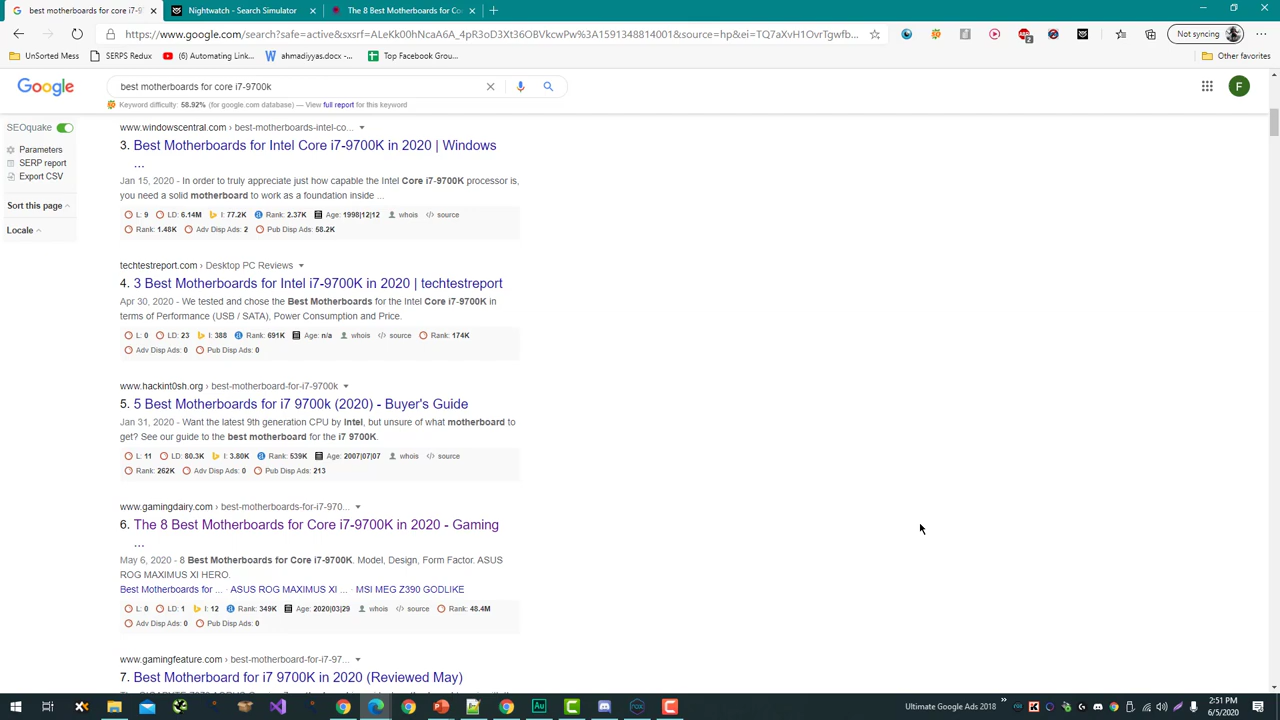 best motherboards for core i7-9
Nightwatch - Search Simulator
The 8 Best Motherboards for Co
https://www.google.com/search?safe=active&sxsrf=ALeKk00hNcaA6A_4pR3oD3Xt36OBVkcwPw%3A1591348814001&source=hp&ei=TQ7aXvH1OvrTgwfb...
Not syncing
UnSorted Mess
SERPS Redux
(1) Automating Link...
ahmadiyyas.docx -...
Top Facebook Grou...
Other favorites
Google
best motherboards for core i7-9700k
F
Keyword difficulty: 58.92% (for google.com database) — View full report for this keyword
SEOquake
Parameters
SERP report
Export CSV
Sort this page
Locale
www.windowscentral.com › best-motherboards-intel-co...
3. Best Motherboards for Intel Core i7-9700K in 2020 | Windows
...
Jan 15, 2020 - In order to truly appreciate just how capable the Intel Core i7-9700K processor is,
you need a solid motherboard to work as a foundation inside ...
L: 9 LD: 6.14M I: 77.2K Rank: 2.37K Age: 1998|12|12 whois source
Rank: 1.48K Adv Disp Ads: 2 Pub Disp Ads: 58.2K
techtestreport.com › Desktop PC Reviews
4. 3 Best Motherboards for Intel i7-9700K in 2020 | techtestreport
Apr 30, 2020 - We tested and chose the Best Motherboards for the Intel Core i7-9700K in
terms of Performance (USB / SATA), Power Consumption and Price.
L: 0 LD: 23 I: 388 Rank: 691K Age: n/a whois source Rank: 174K
Adv Disp Ads: 0 Pub Disp Ads: 0
www.hackint0sh.org › best-motherboard-for-i7-9700k
5. 5 Best Motherboards for i7 9700k (2020) - Buyer's Guide
Jan 31, 2020 - Want the latest 9th generation CPU by Intel, but unsure of what motherboard to
get? See our guide to the best motherboard for the i7 9700K.
L: 11 LD: 80.3K I: 3.80K Rank: 539K Age: 2007|07|07 whois source
Rank: 262K Adv Disp Ads: 0 Pub Disp Ads: 213
www.gamingdairy.com › best-motherboards-for-i7-970...
6. The 8 Best Motherboards for Core i7-9700K in 2020 - Gaming
...
May 6, 2020 - 8 Best Motherboards for Core i7-9700K. Model, Design, Form Factor. ASUS
ROG MAXIMUS XI HERO.
Best Motherboards for ... · ASUS ROG MAXIMUS XI ... · MSI MEG Z390 GODLIKE
L: 0 LD: 1 I: 12 Rank: 349K Age: 2020|03|29 whois source Rank: 48.4M
Adv Disp Ads: 0 Pub Disp Ads: 0
www.gamingfeature.com › best-motherboard-for-i7-97...
7. Best Motherboard for i7 9700K in 2020 (Reviewed May)
Ultimate Google Ads 2018
2:51 PM
6/5/2020